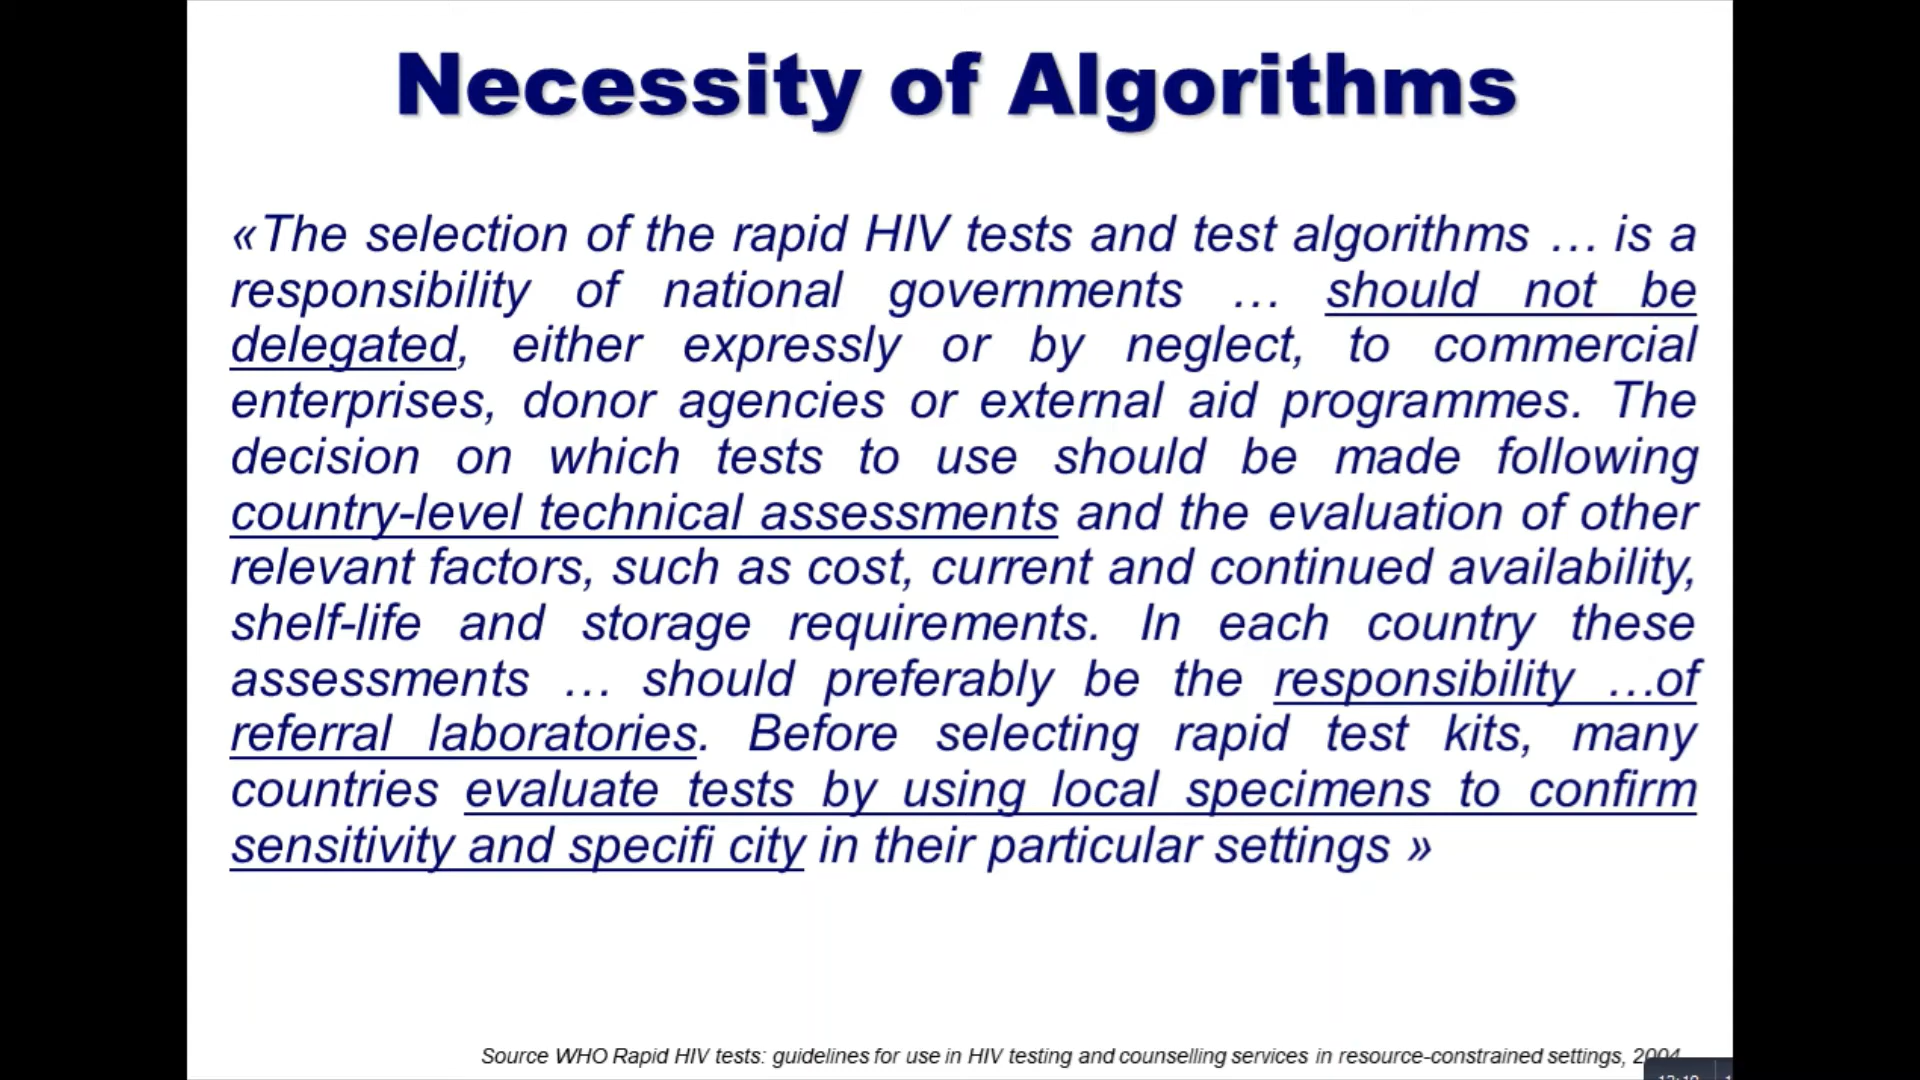 Necessity of Algorithms
«The selection of the rapid HIV tests and test algorithms … is a
responsibility of national governments … should not be
delegated, either expressly or by neglect, to commercial
enterprises, donor agencies or external aid programmes. The
decision on which tests to use should be made following
country-level technical assessments and the evaluation of other
relevant factors, such as cost, current and continued availability,
shelf-life and storage requirements. In each country these
assessments … should preferably be the responsibility …of
referral laboratories. Before selecting rapid test kits, many
countries evaluate tests by using local specimens to confirm
sensitivity and specifi city in their particular settings »
Source WHO Rapid HIV tests: guidelines for use in HIV testing and counselling services in resource-constrained settings, 2004